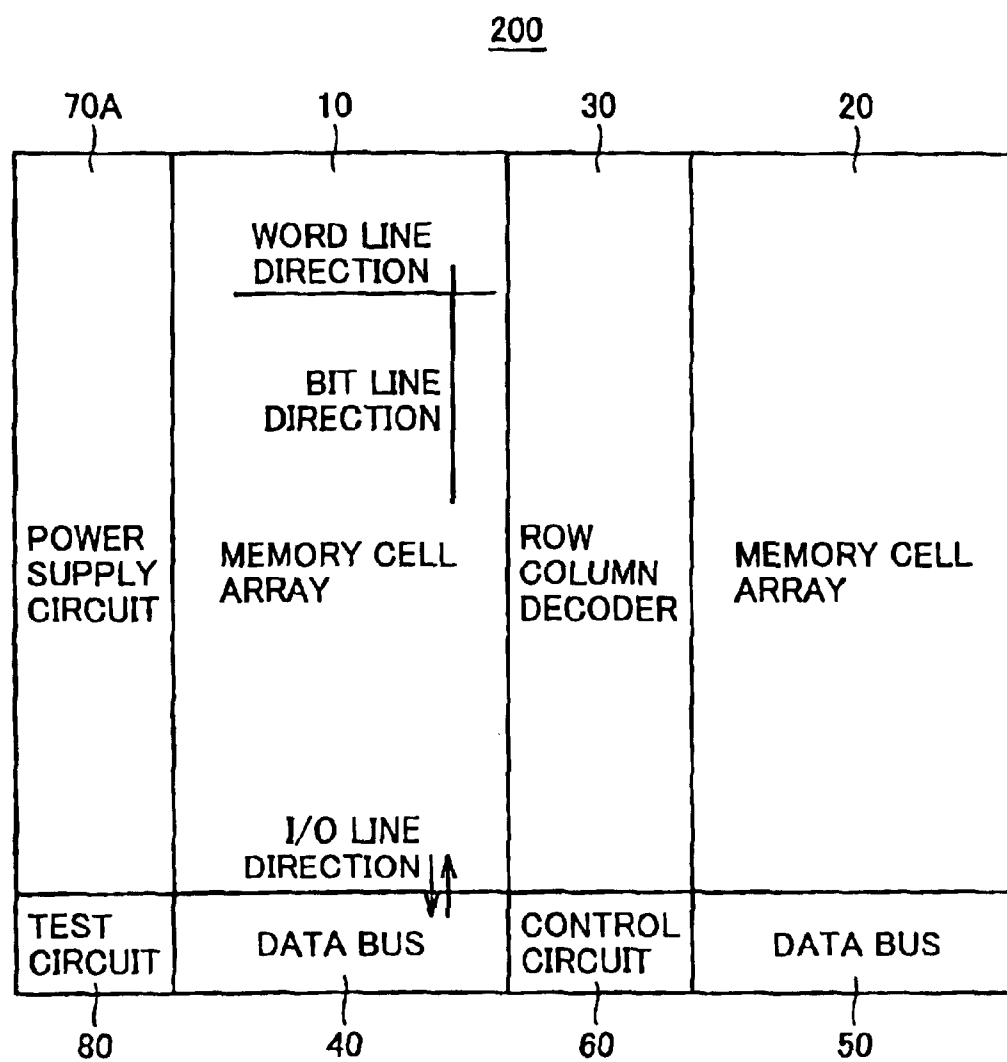 200
70A 10 30 20
WORD LINE
DIRECTION
BIT LINE
DIRECTION
POWER
SUPPLY
CIRCUIT
MEMORY CELL
ARRAY
ROW
COLUMN
DECODER
MEMORY CELL
ARRAY
I/O LINE
DIRECTION
TEST
CIRCUIT
DATA BUS
CONTROL
CIRCUIT
DATA BUS
80 40 60 50